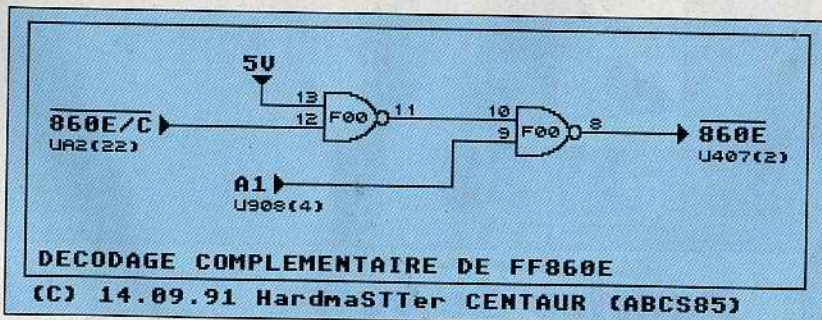 5V
13
12
F00
11
10
9
F00
8
860E/C
UA2(22)
860E
U407(2)
A1
U908(4)
DECODAGE COMPLEMENTAIRE DE FF860E
(C) 14.09.91 HardmaSTTer CENTAUR (ABCS85)